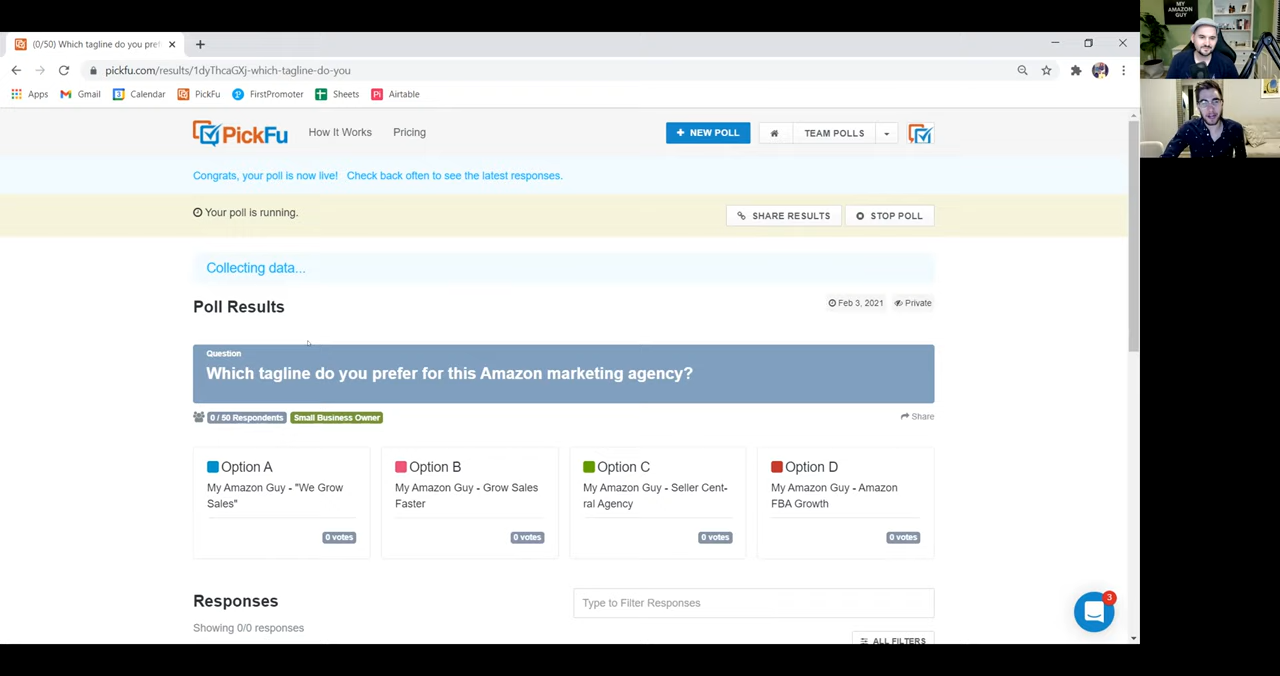 (0/50) Which tagline do you pref
pickfu.com/results/1dyThcaGXj-which-tagline-do-you
Apps
Gmail
Calendar
PickFu
FirstPromoter
Sheets
Airtable
MY
AMAZON
GUY
PickFu
How It Works
Pricing
NEW POLL
TEAM POLLS
Congrats, your poll is now live! Check back often to see the latest responses.
Your poll is running.
SHARE RESULTS
STOP POLL
Collecting data...
Poll Results
Feb 3, 2021
Private
Question
Which tagline do you prefer for this Amazon marketing agency?
0 / 50 Respondents
Small Business Owner
Share
Option A
My Amazon Guy - "We Grow
Sales"
0 votes
Option B
My Amazon Guy - Grow Sales
Faster
0 votes
Option C
My Amazon Guy - Seller Cent-
ral Agency
0 votes
Option D
My Amazon Guy - Amazon
FBA Growth
0 votes
Responses
Type to Filter Responses
Showing 0/0 responses
ALL FILTERS
3